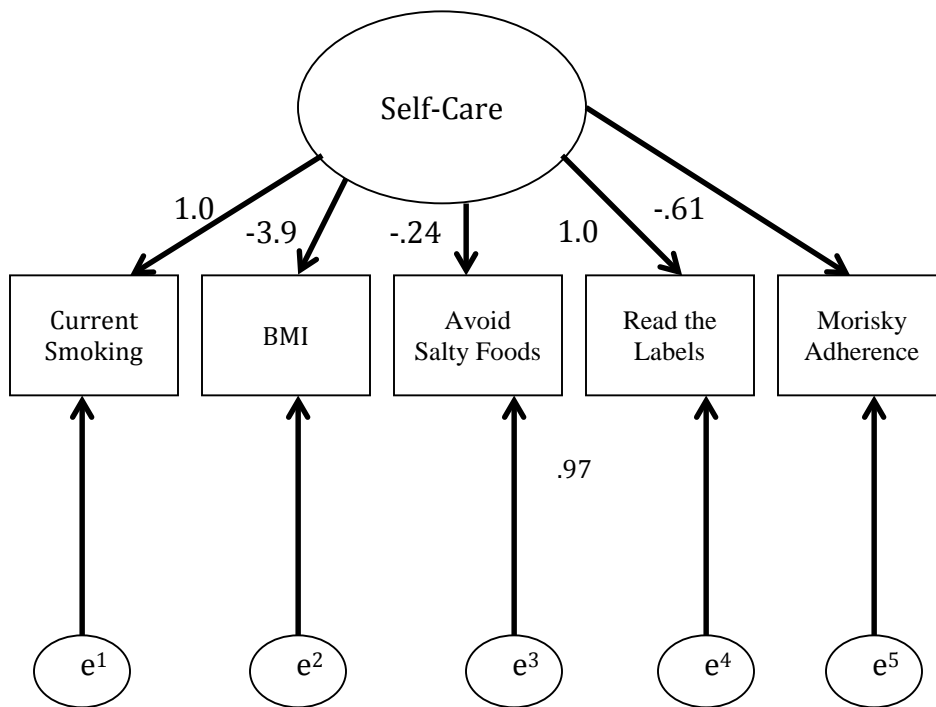 Self-Care
1.0
-3.9
-.24
1.0
-.61
Current
Smoking
BMI
Avoid
Salty Foods
Read the
Labels
Morisky
Adherence
.97
e1
e2
e3
e4
e5